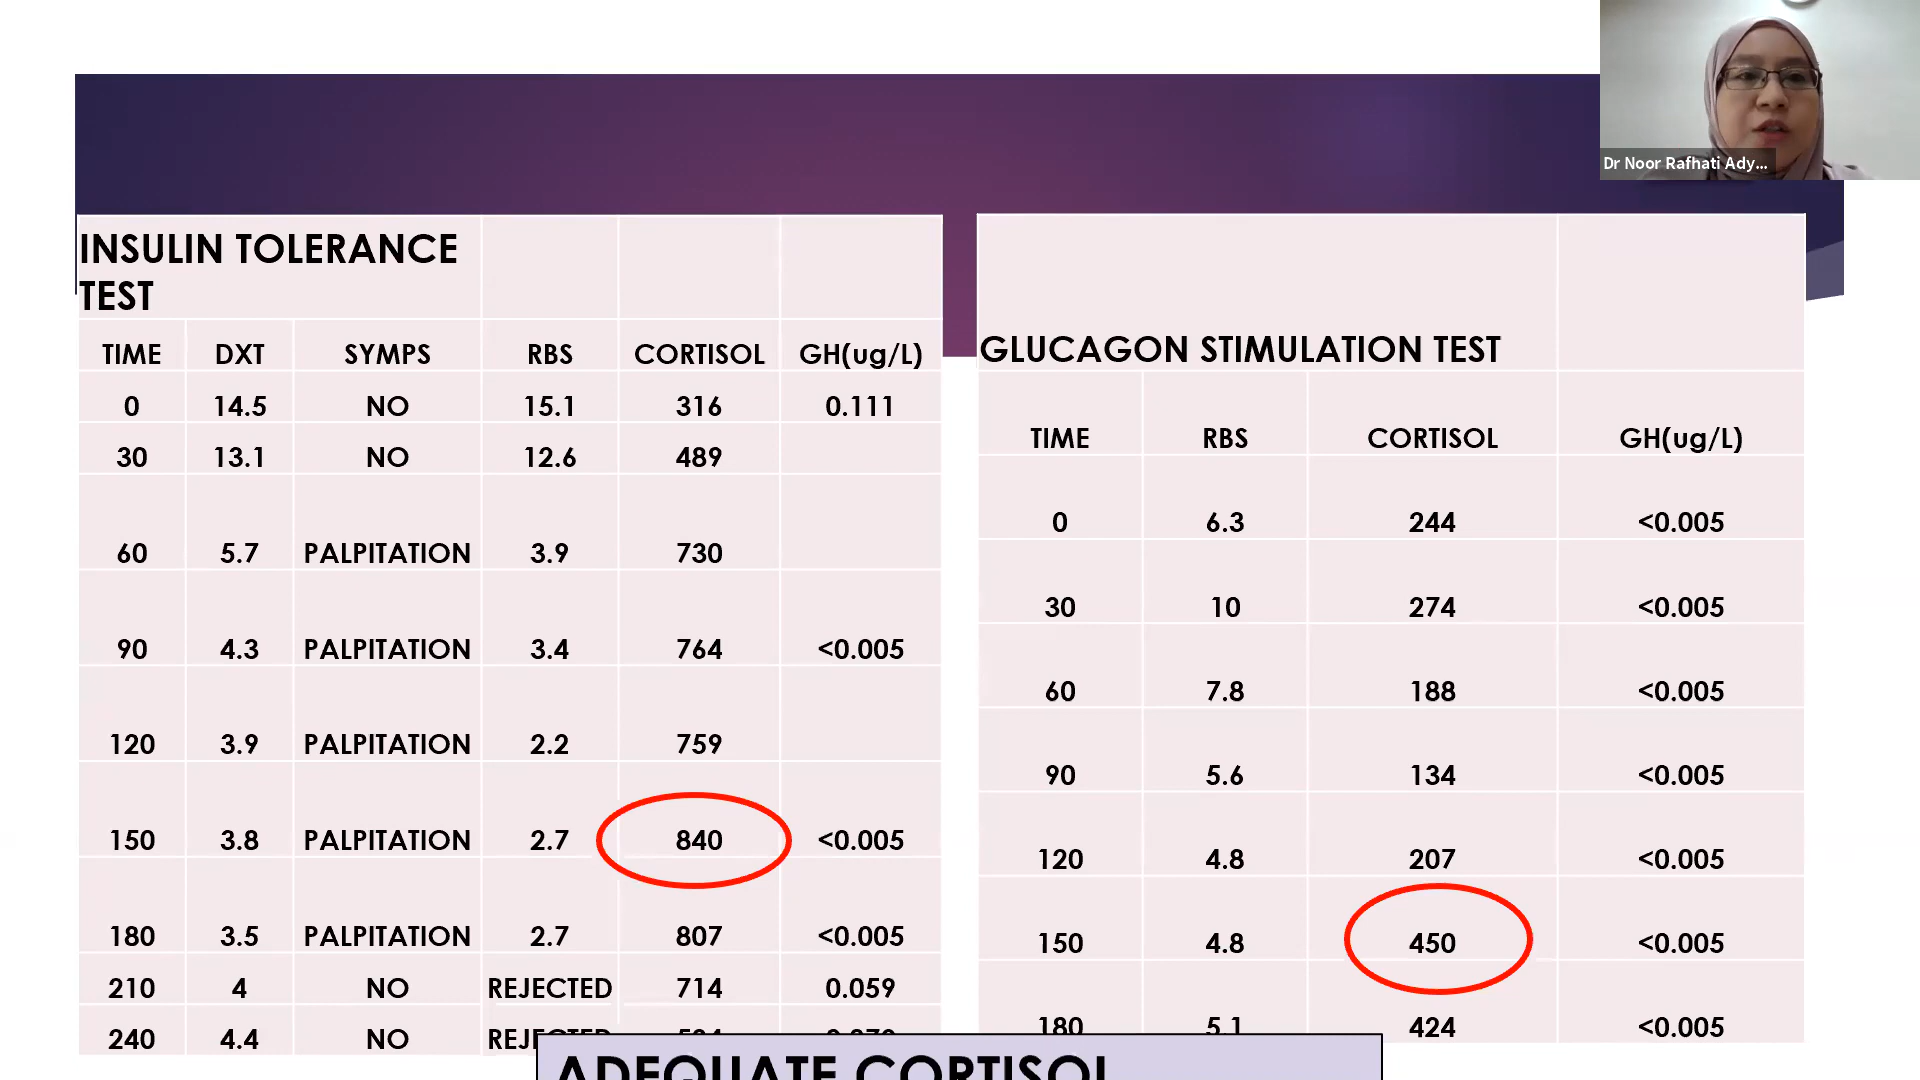 Dr Noor Rafhati Ady...
INSULIN TOLERANCE
TEST
TIME DXT SYMPS RBS CORTISOL GH(ug/L)
0 14.5 NO 15.1 316 0.111
30 13.1 NO 12.6 489
60 5.7 PALPITATION 3.9 730
90 4.3 PALPITATION 3.4 764 <0.005
120 3.9 PALPITATION 2.2 759
150 3.8 PALPITATION 2.7 840 <0.005
180 3.5 PALPITATION 2.7 807 <0.005
210 4 NO REJECTED 714 0.059
240 4.4 NO REJECTED
GLUCAGON STIMULATION TEST
TIME RBS CORTISOL GH(ug/L)
0 6.3 244 <0.005
30 10 274 <0.005
60 7.8 188 <0.005
90 5.6 134 <0.005
120 4.8 207 <0.005
150 4.8 450 <0.005
180 5.1 424 <0.005
ADEQUATE CORTISOL